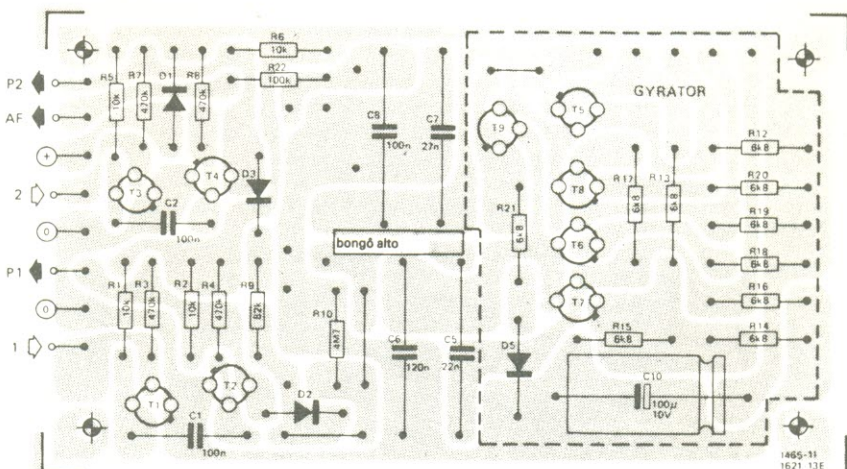 P2
AF
+
2
0
P1
0
1
R5
10k
R7
470k
D1
R8
470k
R6
10k
R22
100k
T3
T4
D3
C2
100n
C8
100n
C7
27n
bongô alto
R1
10k
R3
470k
R2
10k
R4
470k
R9
82k
R10
4M7
C6
120n
C5
22n
T1
T2
D2
C1
100n
GYRATOR
T9
T5
T8
T6
T7
R21
6k8
R17
6k8
R13
6k8
R12
6k8
R20
6k8
R19
6k8
R18
6k8
R16
6k8
R14
6k8
R15
6k8
D5
C10
100µ
10V
1621 13E